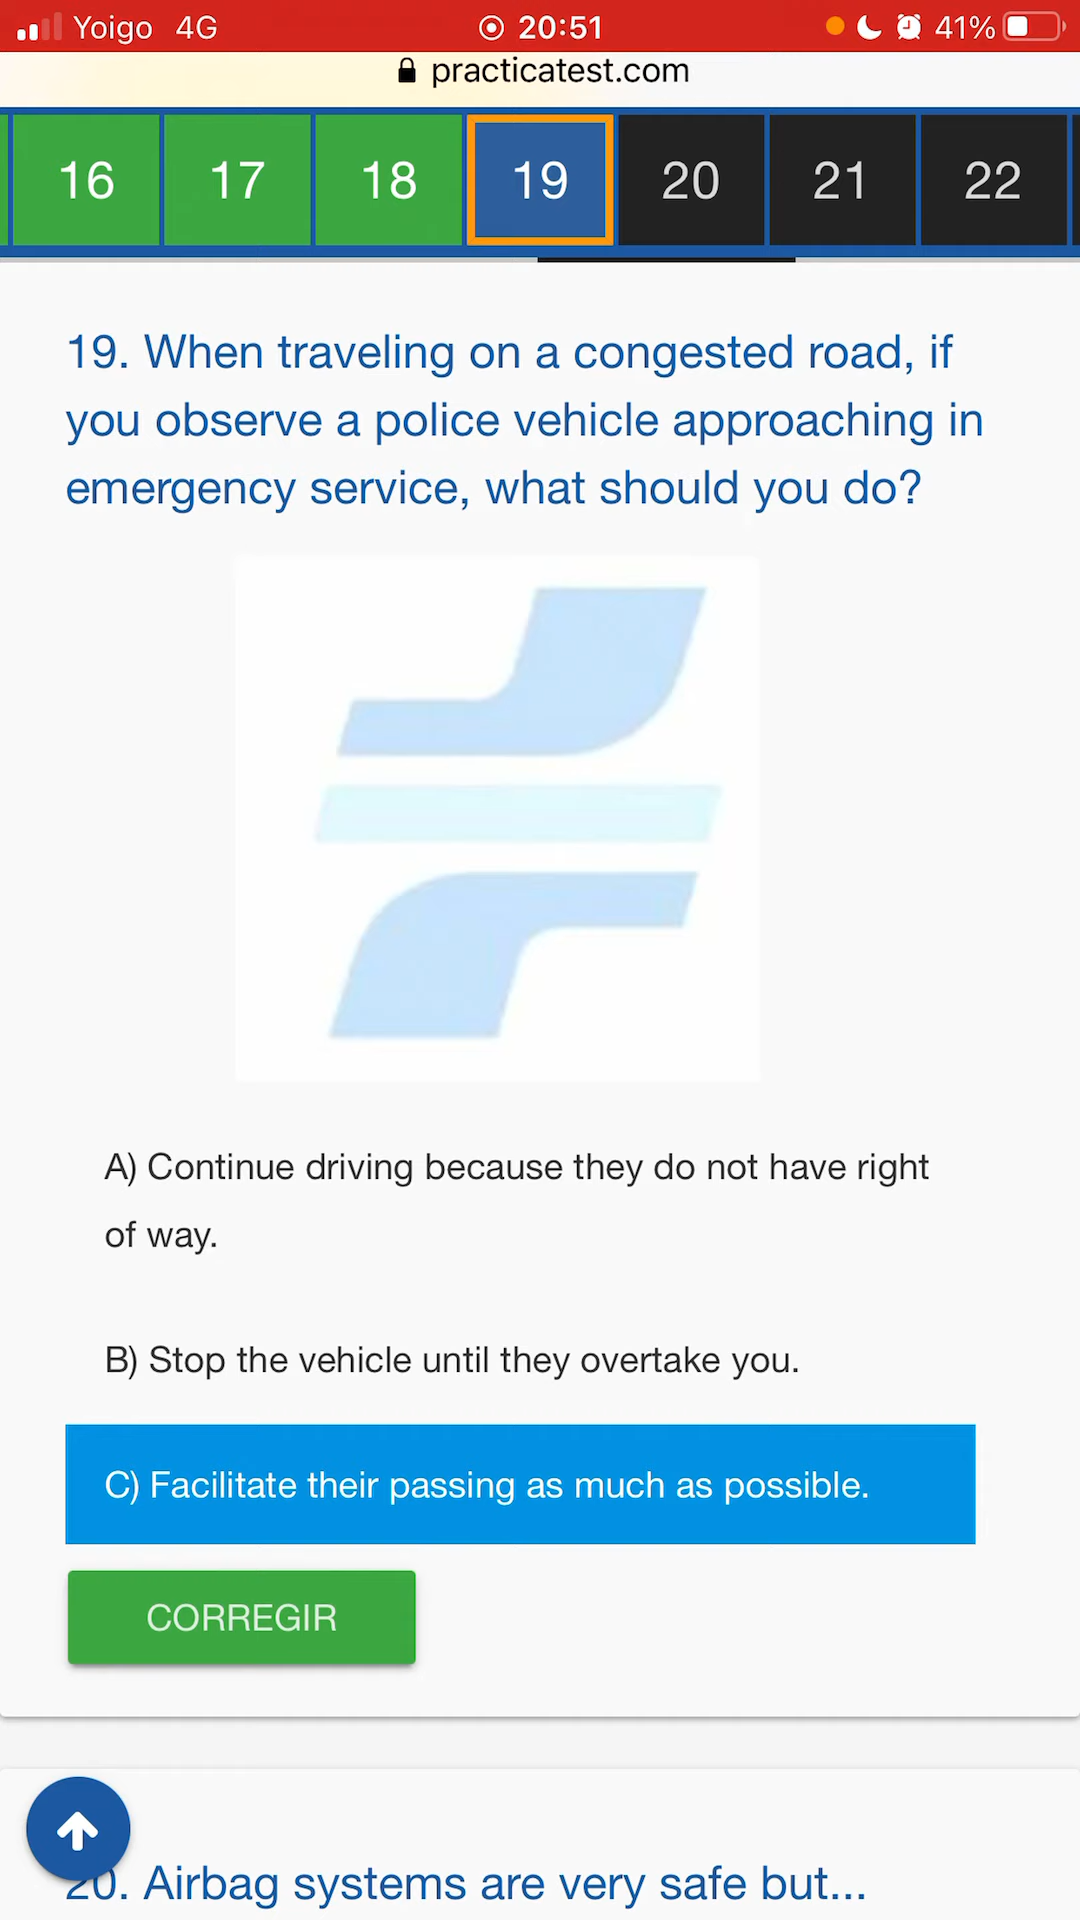 Yoigo 4G 20:51 41%
practicatest.com
16 17 18 19 20 21 22
19. When traveling on a congested road, if
you observe a police vehicle approaching in
emergency service, what should you do?
A) Continue driving because they do not have right
of way.
B) Stop the vehicle until they overtake you.
C) Facilitate their passing as much as possible.
CORREGIR
20. Airbag systems are very safe but...